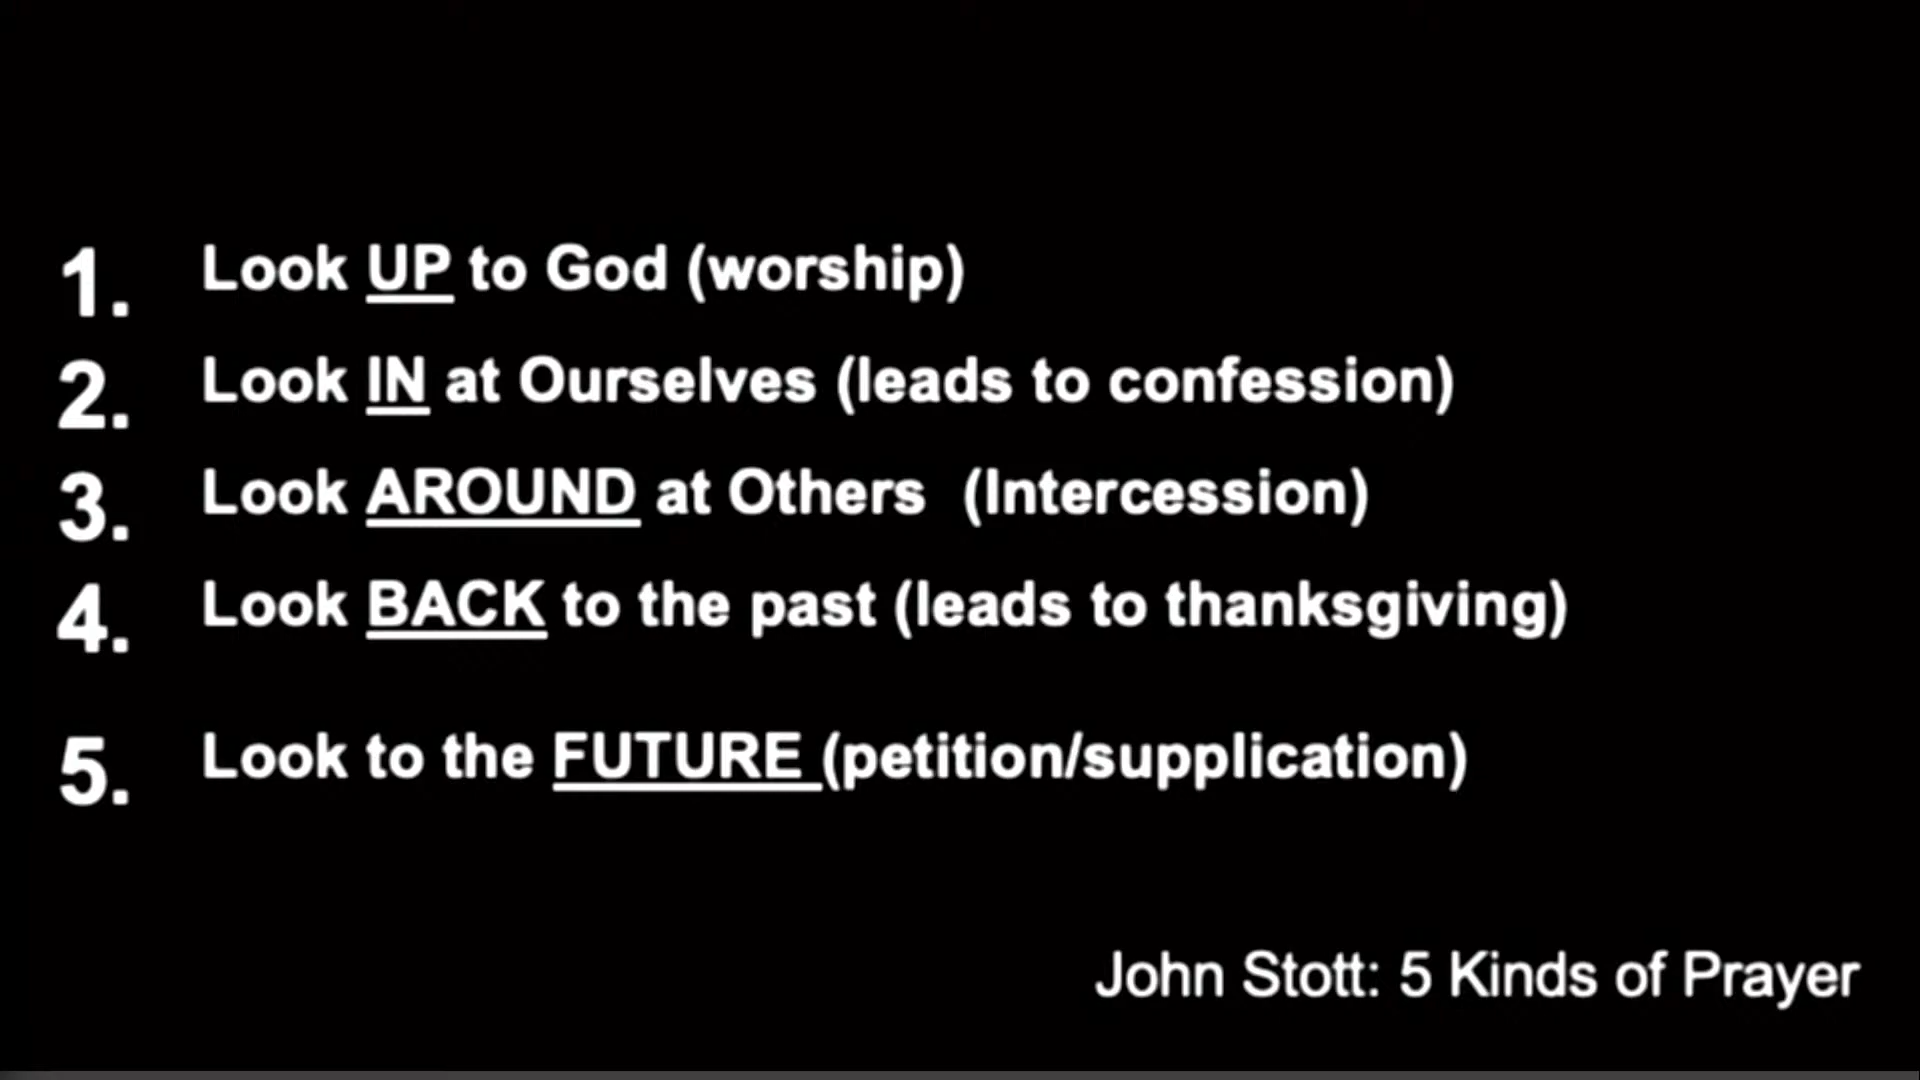 1. Look UP to God (worship)
2. Look IN at Ourselves (leads to confession)
3. Look AROUND at Others  (Intercession)
4. Look BACK to the past (leads to thanksgiving)
5. Look to the FUTURE (petition/supplication)
John Stott: 5 Kinds of Prayer